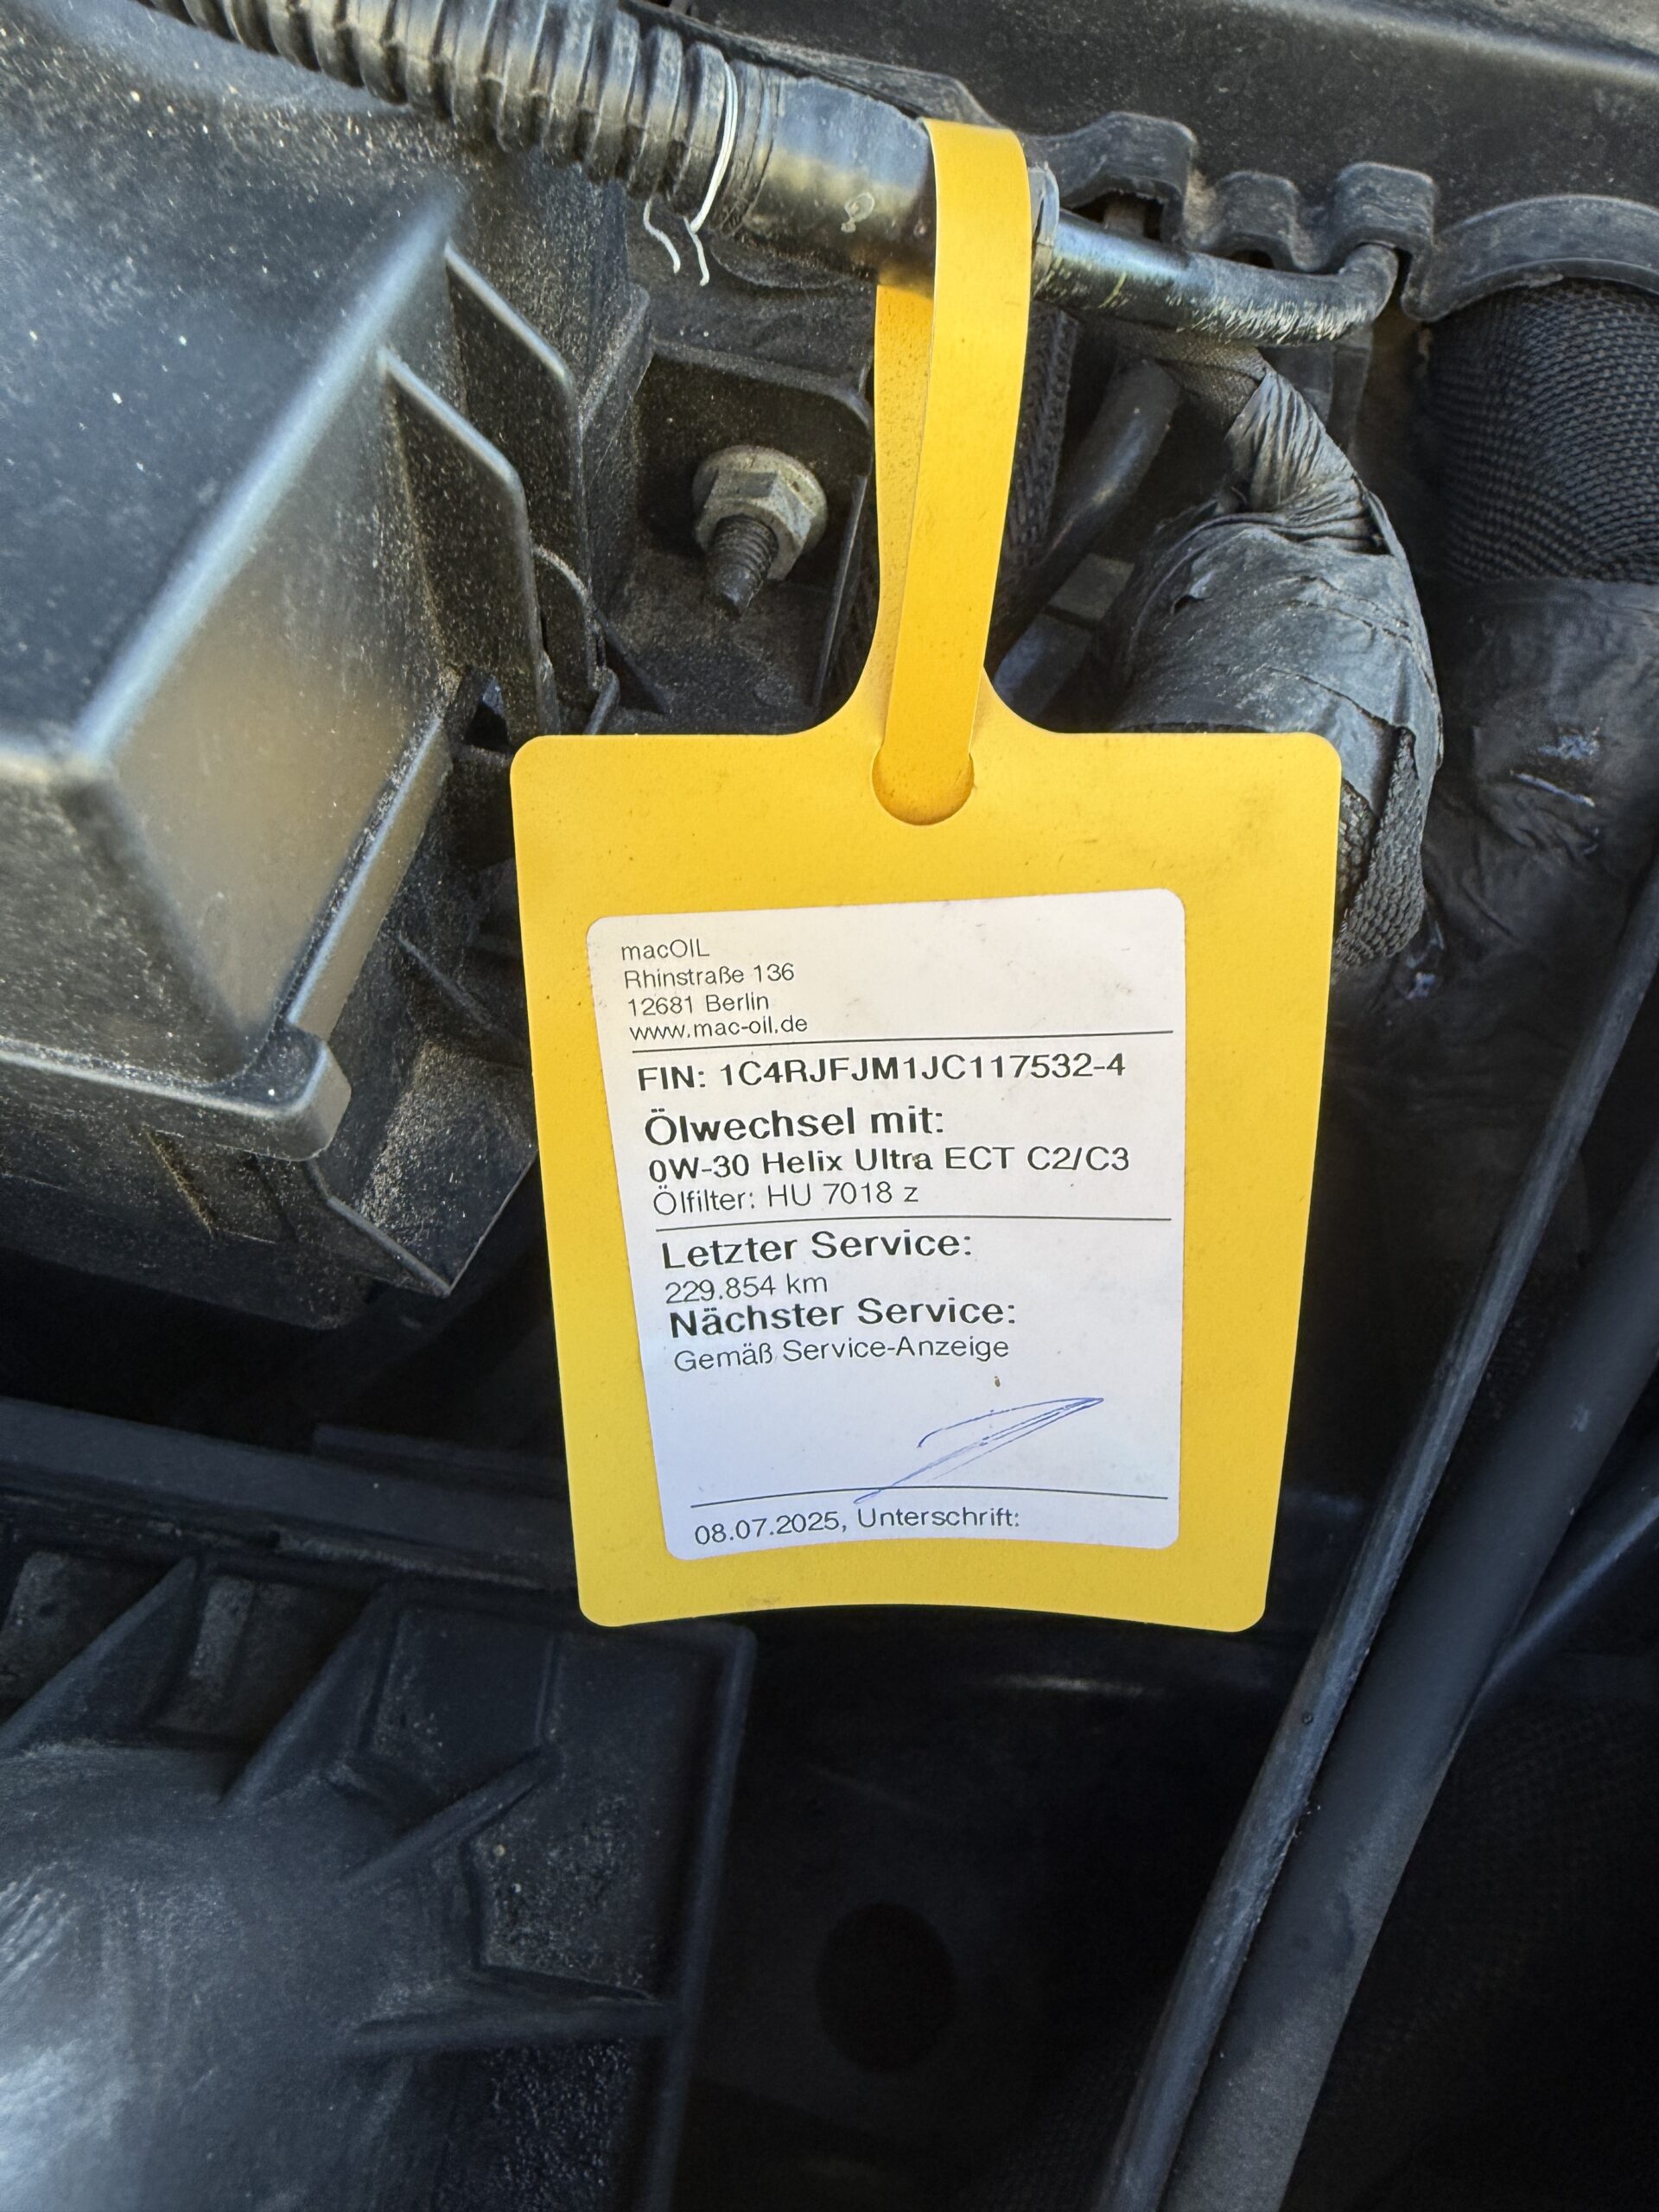 macOIL
Rhinstraße 136
12681 Berlin
www.mac-oil.de
FIN: 1C4RJFJM1JC117532-4
Ölwechsel mit:
0W-30 Helix Ultra ECT C2/C3
Ölfilter: HU 7018 z
Letzter Service:
229.854 km
Nächster Service:
Gemäß Service-Anzeige
08.07.2025, Unterschrift: